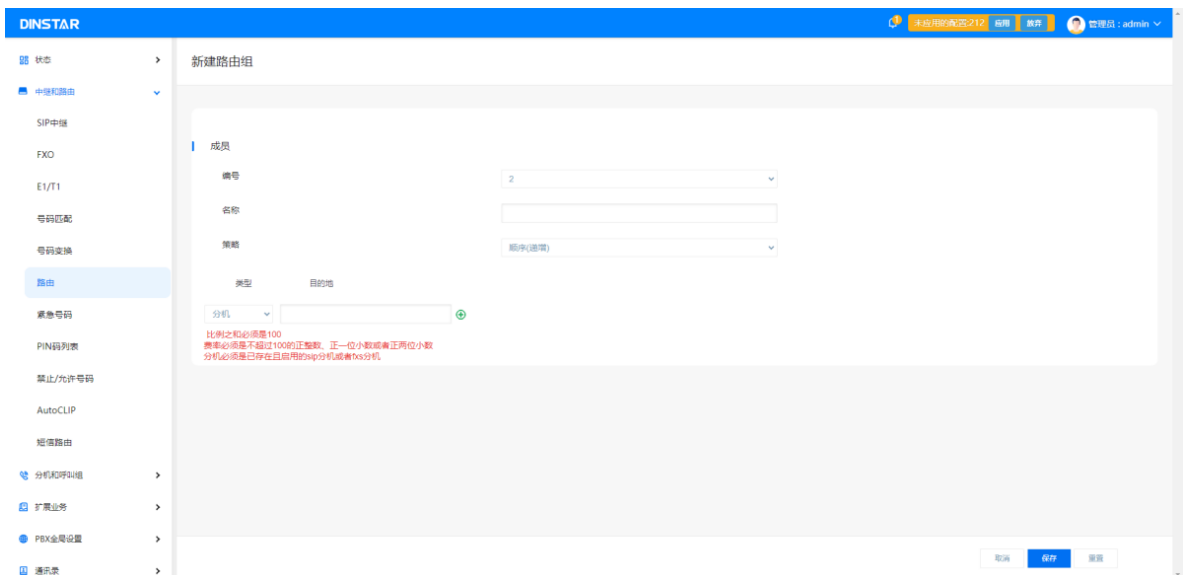 DINSTAR
未应用的配置:212 应用 放弃 管理员 : admin
状态
中继和路由
SIP中继
FXO
E1/T1
号码匹配
号码变换
路由
紧急号码
PIN码列表
禁止/允许号码
AutoCLIP
短信路由
分机和呼叫组
扩展业务
PBX全局设置
通讯录
新建路由组
成员
编号 2
名称
策略 顺序(递增)
类型 目的地
分机
比例之和必须是100
费率必须是不超过100的正整数、正一位小数或者正两位小数
分机必须是已存在且启用的sip分机或者fxs分机
取消 保存 重置